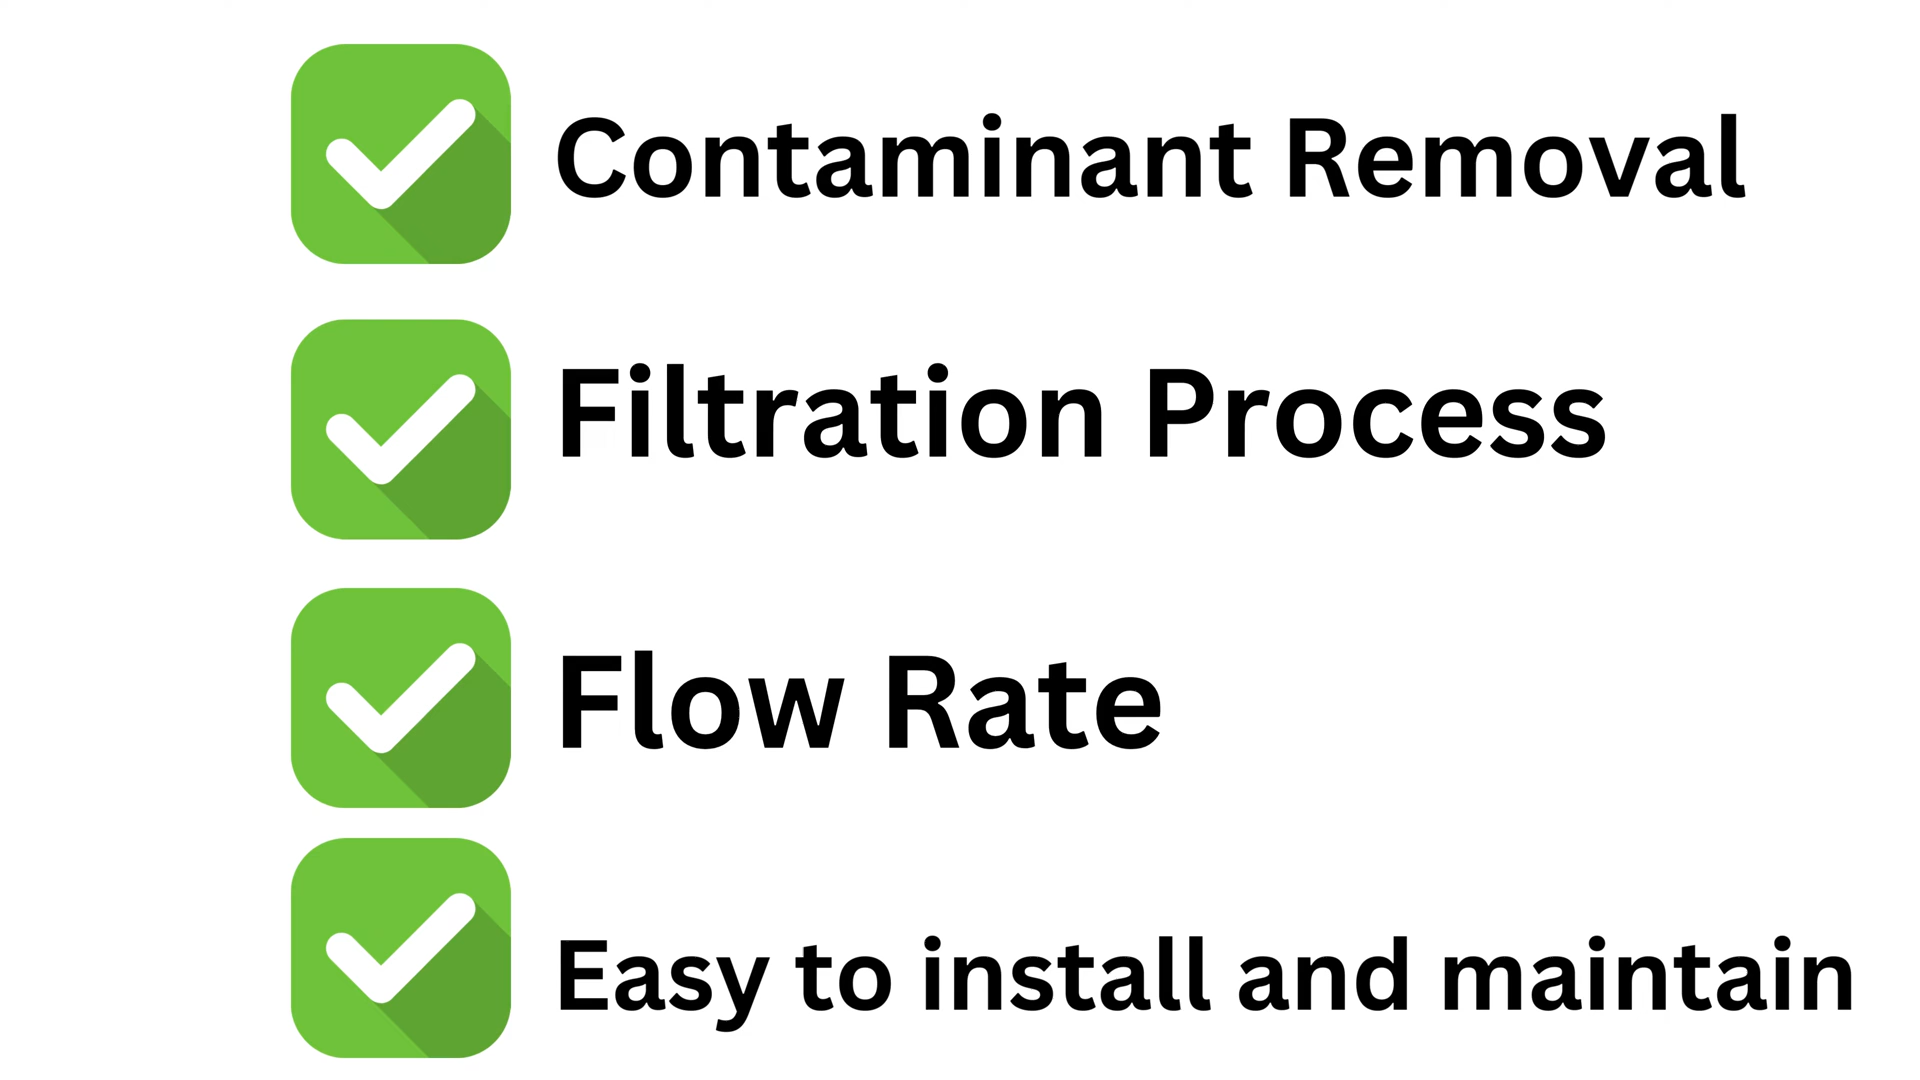 Contaminant Removal
Filtration Process
Flow Rate
Easy to install and maintain